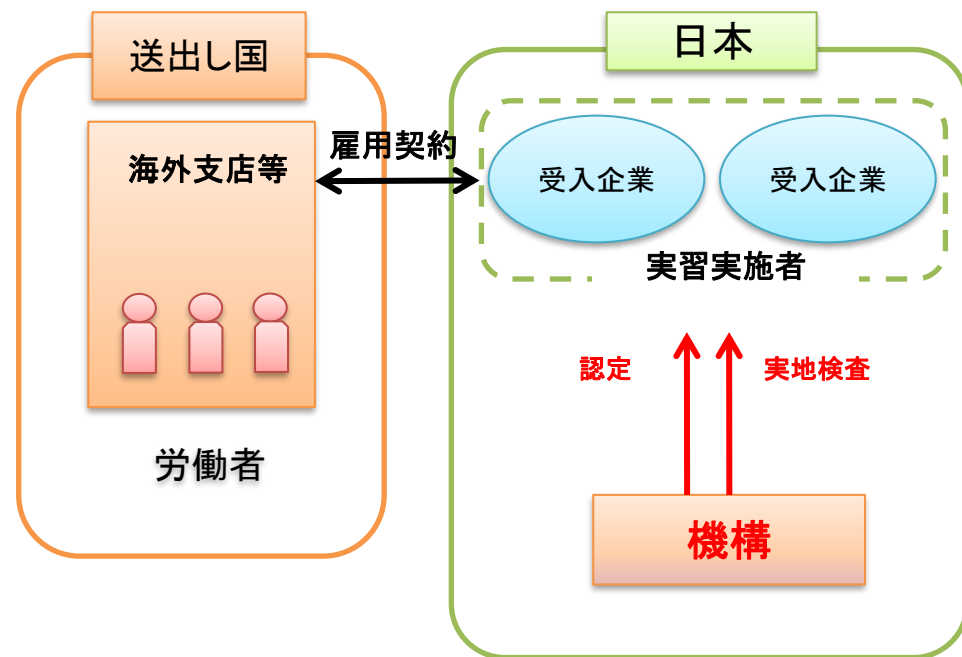 送出し国
海外支店等
労働者
雇用契約
日本
受入企業
受入企業
実習実施者
認定
実地検査
機構